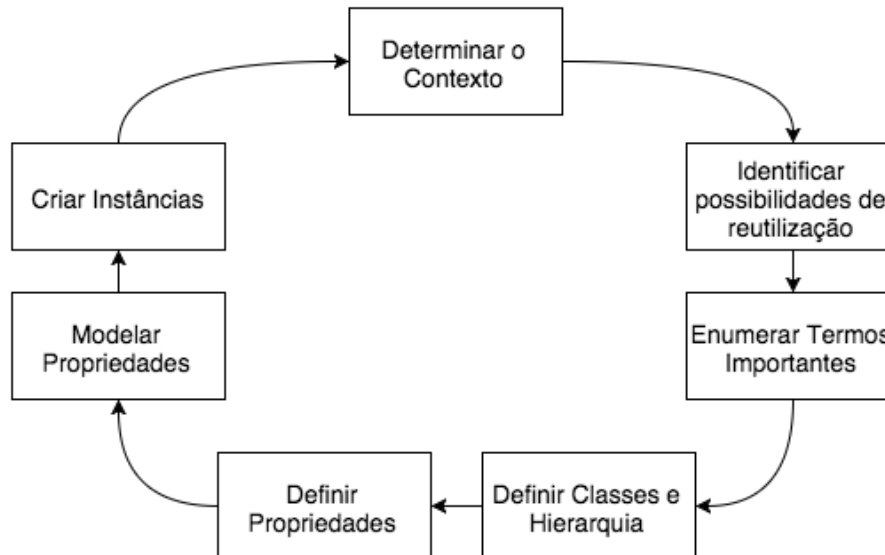 Determinar o
Contexto
Identificar
possibilidades de
reutilização
Enumerar Termos
Importantes
Definir Classes e
Hierarquia
Definir
Propriedades
Modelar
Propriedades
Criar Instâncias